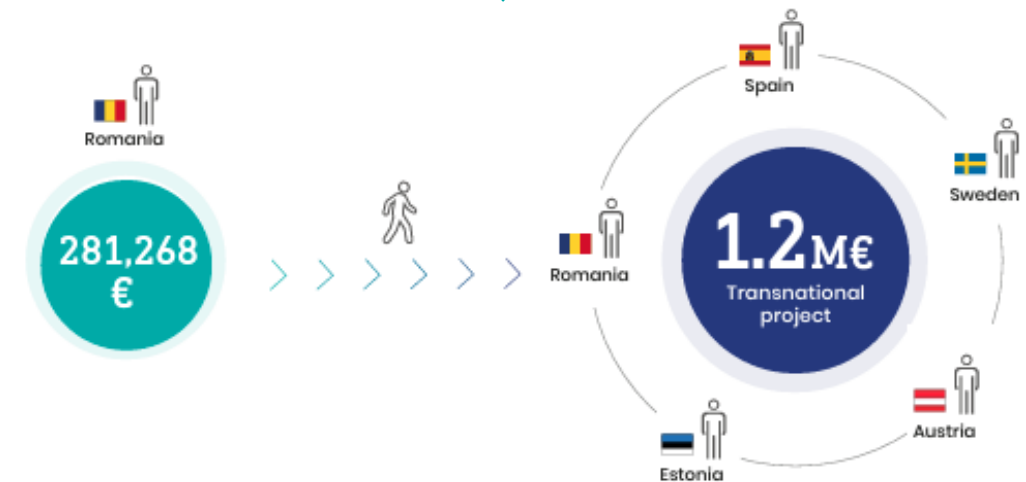 Romania
281,268
€
Spain
Sweden
Romania
1.2M€
Transnational
project
Austria
Estonia